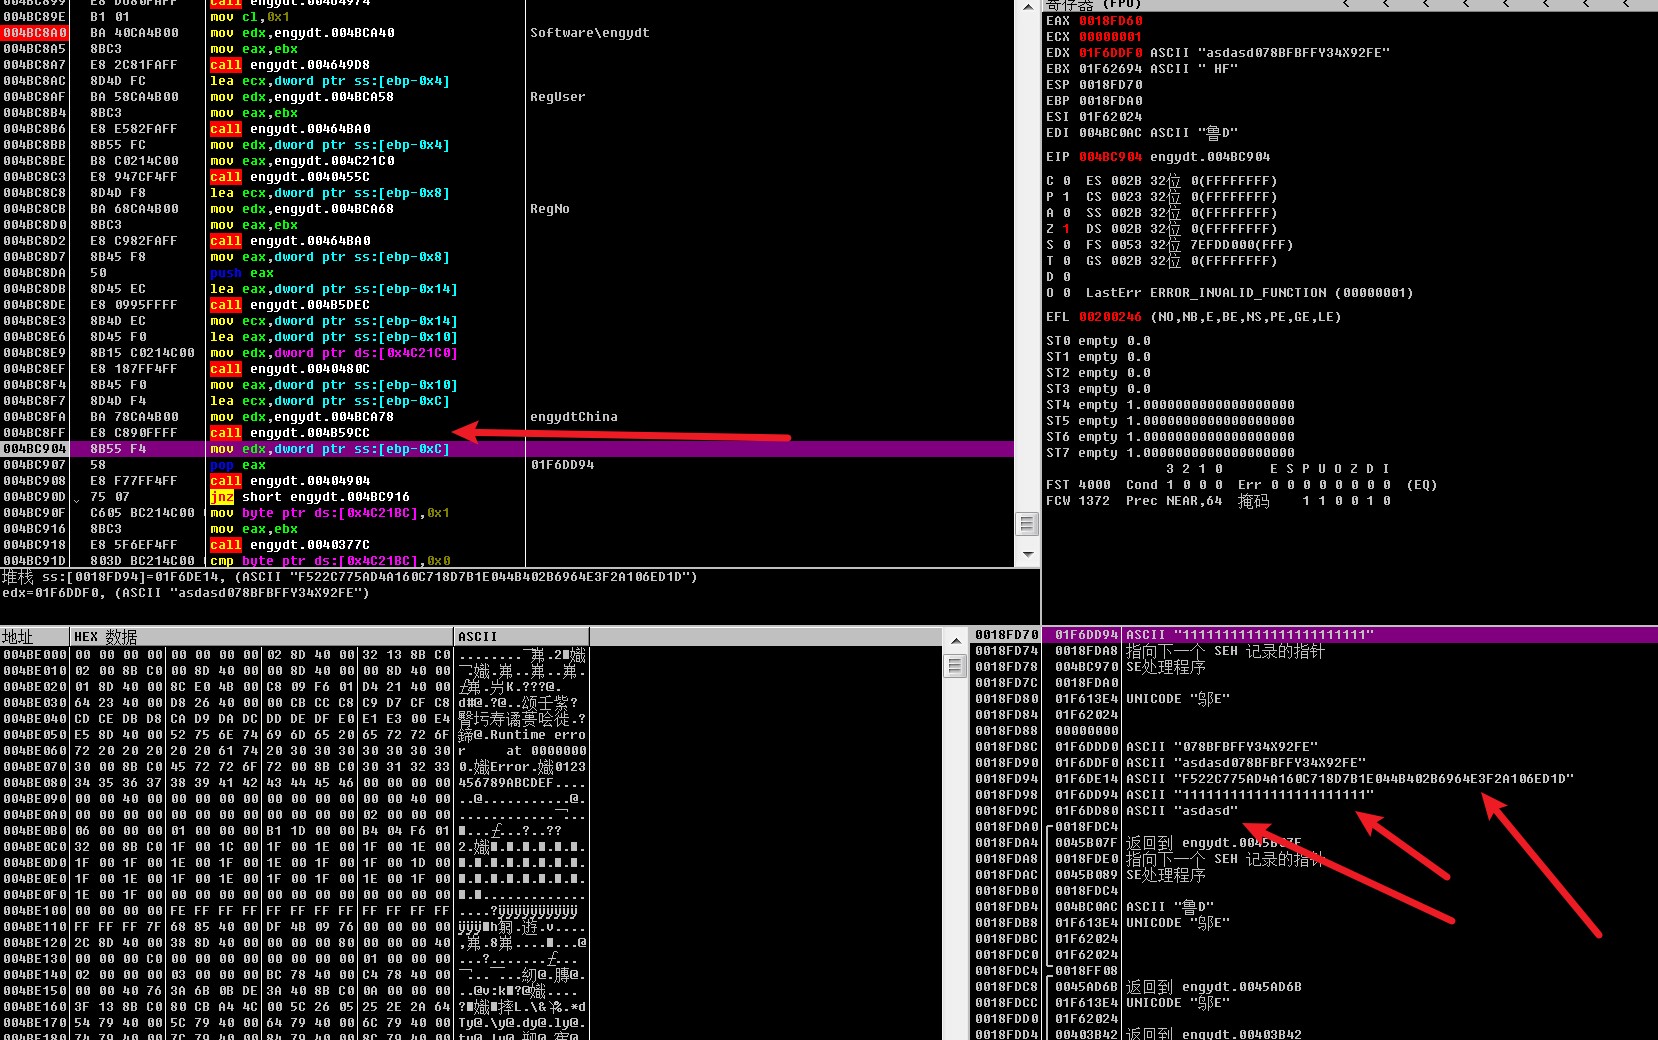 004BC899 E8 D680FAFF call engydt.00464974
004BC89E B1 01 mov cl,0x1
004BC8A0 BA 40CA4B00 mov edx,engydt.004BCA40 Software\engydt
004BC8A5 8BC3 mov eax,ebx
004BC8A7 E8 2C81FAFF call engydt.004649D8
004BC8AC 8D4D FC lea ecx,dword ptr ss:[ebp-0x4]
004BC8AF BA 58CA4B00 mov edx,engydt.004BCA58 RegUser
004BC8B4 8BC3 mov eax,ebx
004BC8B6 E8 E582FAFF call engydt.00464BA0
004BC8BB 8B55 FC mov edx,dword ptr ss:[ebp-0x4]
004BC8BE B8 C0214C00 mov eax,engydt.004C21C0
004BC8C3 E8 947CF4FF call engydt.0040455C
004BC8C8 8D4D F8 lea ecx,dword ptr ss:[ebp-0x8]
004BC8CB BA 68CA4B00 mov edx,engydt.004BCA68 RegNo
004BC8D0 8BC3 mov eax,ebx
004BC8D2 E8 C982FAFF call engydt.00464BA0
004BC8D7 8B45 F8 mov eax,dword ptr ss:[ebp-0x8]
004BC8DA 50 push eax
004BC8DB 8D45 EC lea eax,dword ptr ss:[ebp-0x14]
004BC8DE E8 0995FFFF call engydt.004B5DEC
004BC8E3 8B4D EC mov ecx,dword ptr ss:[ebp-0x14]
004BC8E6 8D45 F0 lea eax,dword ptr ss:[ebp-0x10]
004BC8E9 8B15 C0214C00 mov edx,dword ptr ds:[0x4C21C0]
004BC8EF E8 187FF4FF call engydt.0040480C
004BC8F4 8B45 F0 mov eax,dword ptr ss:[ebp-0x10]
004BC8F7 8D4D F4 lea ecx,dword ptr ss:[ebp-0xC]
004BC8FA BA 78CA4B00 mov edx,engydt.004BCA78 engydtChina
004BC8FF E8 C890FFFF call engydt.004B59CC
004BC904 8B55 F4 mov edx,dword ptr ss:[ebp-0xC]
004BC907 58 pop eax 01F6DD94
004BC908 E8 F77FF4FF call engydt.00404904
004BC90D 75 07 jnz short engydt.004BC916
004BC90F C605 BC214C00 mov byte ptr ds:[0x4C21BC],0x1
004BC916 8BC3 mov eax,ebx
004BC918 E8 5F6EF4FF call engydt.0040377C
004BC91D 803D BC214C00 cmp byte ptr ds:[0x4C21BC],0x0
堆栈 ss:[0018FD94]=01F6DE14, (ASCII "F522C775AD4A160C718D7B1E044B402B6964E3F2A106ED1D")
edx=01F6DDF0, (ASCII "asdasd078BFBFFY34X92FE")
寄存器 (FPU) < < < < < < < <
EAX 0018FD60
ECX 00000001
EDX 01F6DDF0 ASCII "asdasd078BFBFFY34X92FE"
EBX 01F62694 ASCII " HF"
ESP 0018FD70
EBP 0018FDA0
ESI 01F62024
EDI 004BC0AC ASCII "鲁D"
EIP 004BC904 engydt.004BC904
C 0 ES 002B 32位 0(FFFFFFFF)
P 1 CS 0023 32位 0(FFFFFFFF)
A 0 SS 002B 32位 0(FFFFFFFF)
Z 1 DS 002B 32位 0(FFFFFFFF)
S 0 FS 0053 32位 7EFDD000(FFF)
T 0 GS 002B 32位 0(FFFFFFFF)
D 0
O 0 LastErr ERROR_INVALID_FUNCTION (00000001)
EFL 00200246 (NO,NB,E,BE,NS,PE,GE,LE)
ST0 empty 0.0
ST1 empty 0.0
ST2 empty 0.0
ST3 empty 0.0
ST4 empty 1.0000000000000000000
ST5 empty 1.0000000000000000000
ST6 empty 1.0000000000000000000
ST7 empty 1.0000000000000000000
3 2 1 0 E S P U O Z D I
FST 4000 Cond 1 0 0 0 Err 0 0 0 0 0 0 0 0 (EQ)
FCW 1372 Prec NEAR,64 掩码 1 1 0 0 1 0
地址 HEX 数据 ASCII
004BE000 00 00 00 00 00 00 00 00 02 8D 40 00 32 13 8B C0
004BE010 02 00 8B C0 00 8D 40 00 00 8D 40 00 00 8D 40 00
004BE020 01 8D 40 00 8C E0 4B 00 C8 09 F6 01 D4 21 40 00
004BE030 64 23 40 00 D8 26 40 00 00 CB CC C8 C9 D7 CF C8
004BE040 CD CE DB D8 CA D9 DA DC DD DE DF E0 E1 E3 00 E4
004BE050 E5 8D 40 00 52 75 6E 74 69 6D 65 20 65 72 72 6F .Runtime erro
004BE060 72 20 20 20 20 20 61 74 20 30 30 30 30 30 30 30 r     at 0000000
004BE070 30 00 8B C0 45 72 72 6F 72 00 8B C0 30 31 32 33 0.媺Error.媺0123
004BE080 34 35 36 37 38 39 41 42 43 44 45 46 00 00 00 00 456789ABCDEF....
004BE090 00 00 40 00 00 00 00 00 00 00 00 00 00 00 40 00 ..@...........@.
004BE0A0 00 00 00 00 00 00 00 00 00 00 00 00 02 00 00 00
004BE0B0 06 00 00 00 01 00 00 00 B1 1D 00 00 B4 04 F6 01
004BE0C0 32 00 8B C0 1F 00 1C 00 1F 00 1E 00 1F 00 1E 00
004BE0D0 1F 00 1F 00 1E 00 1F 00 1E 00 1F 00 1F 00 1D 00
004BE0E0 1F 00 1E 00 1F 00 1E 00 1F 00 1F 00 1E 00 1F 00
004BE0F0 1E 00 1F 00 00 00 00 00 00 00 00 00 00 00 00 00
004BE100 00 00 00 00 FE FF FF FF FF FF FF FF FF FF FF FF
004BE110 FF FF FF 7F 68 85 40 00 DF 4B 09 76 00 00 00 00
004BE120 2C 8D 40 00 38 8D 40 00 00 00 00 80 00 00 00 40
004BE130 00 00 00 C0 00 00 00 00 00 00 00 00 01 00 00 00
004BE140 02 00 00 00 03 00 00 00 BC 78 40 00 C4 78 40 00
004BE150 00 00 40 76 3A 6B 0B DE 3A 40 8B C0 0A 00 00 00
004BE160 3F 13 8B C0 80 CB A4 4C 00 5C 26 05 25 2E 2A 64
004BE170 54 79 40 00 5C 79 40 00 64 79 40 00 6C 79 40 00 Ty@.\y@.dy@.ly@.
004BE180 74 79 40 00 7C 79 40 00 84 79 40 00 8C 79 40 00
0018FD70 01F6DD94 ASCII "11111111111111111111111"
0018FD74 0018FDA8 指向下一个 SEH 记录的指针
0018FD78 004BC970 SE处理程序
0018FD7C 0018FDA0
0018FD80 01F613E4 UNICODE "邬E"
0018FD84 01F62024
0018FD88 00000000
0018FD8C 01F6DDD0 ASCII "078BFBFFY34X92FE"
0018FD90 01F6DDF0 ASCII "asdasd078BFBFFY34X92FE"
0018FD94 01F6DE14 ASCII "F522C775AD4A160C718D7B1E044B402B6964E3F2A106ED1D"
0018FD98 01F6DD94 ASCII "11111111111111111111111"
0018FD9C 01F6DD80 ASCII "asdasd"
0018FDA0 0018FDC4
0018FDA4 0045B07F 返回到 engydt.0045B07F
0018FDA8 0018FDE0 指向下一个 SEH 记录的指针
0018FDAC 0045B089 SE处理程序
0018FDB0 0018FDC4
0018FDB4 004BC0AC ASCII "鲁D"
0018FDB8 01F613E4 UNICODE "邬E"
0018FDBC 01F62024
0018FDC0 01F62024
0018FDC4 0018FF08
0018FDC8 0045AD6B 返回到 engydt.0045AD6B
0018FDCC 01F613E4 UNICODE "邬E"
0018FDD0 01F62024
0018FDD4 00403B42 返回到 engydt.00403B42